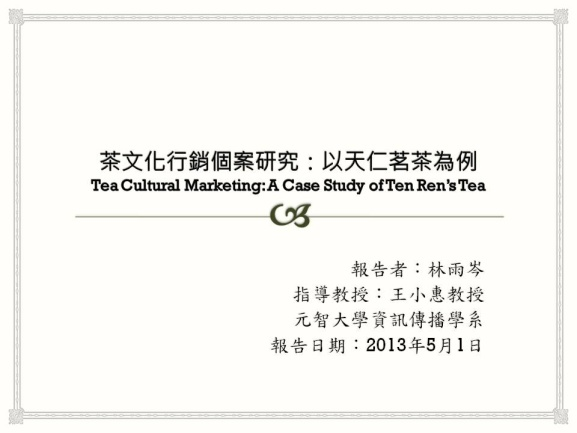 茶文化行銷個案研究：以天仁茗茶為例
Tea Cultural Marketing: A Case Study of Ten Ren's Tea
報告者：林雨岑
指導教授：王小惠教授
元智大學資訊傳播學系
報告日期：2013年5月1日